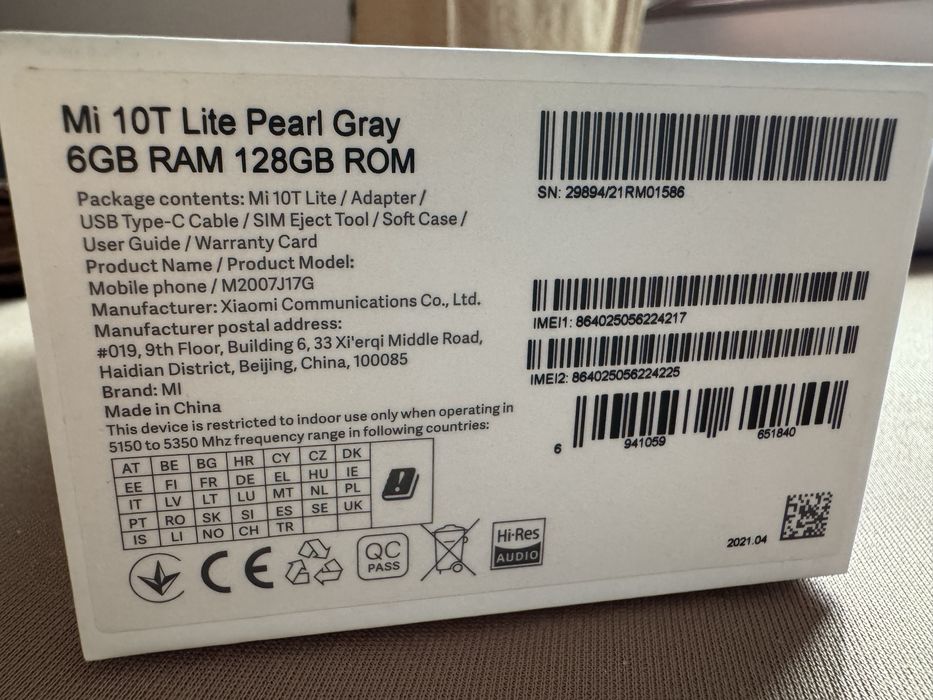 Mi 10T Lite Pearl Gray
6GB RAM 128GB ROM
Package contents: Mi 10T Lite / Adapter /
USB Type-C Cable / SIM Eject Tool / Soft Case /
User Guide / Warranty Card
Product Name / Product Model:
Mobile phone / M2007J17G
Manufacturer: Xiaomi Communications Co., Ltd.
Manufacturer postal address:
#019, 9th Floor, Building 6, 33 Xi'erqi Middle Road,
Haidian District, Beijing, China, 100085
Brand: MI
Made in China
This device is restricted to indoor use only when operating in
5150 to 5350 Mhz frequency range in following countries:
AT BE BG HR CY CZ DK
EE FI FR DE EL HU IE
IT LV LT LU MT NL PL
PT RO SK SI ES SE UK
IS LI NO CH TR
CE
QC
PASS
Hi-Res
AUDIO
SN: 29894/21RM01586
IMEI1: 864025056224217
IMEI2: 864025056224225
6 941059 651840
2021.04